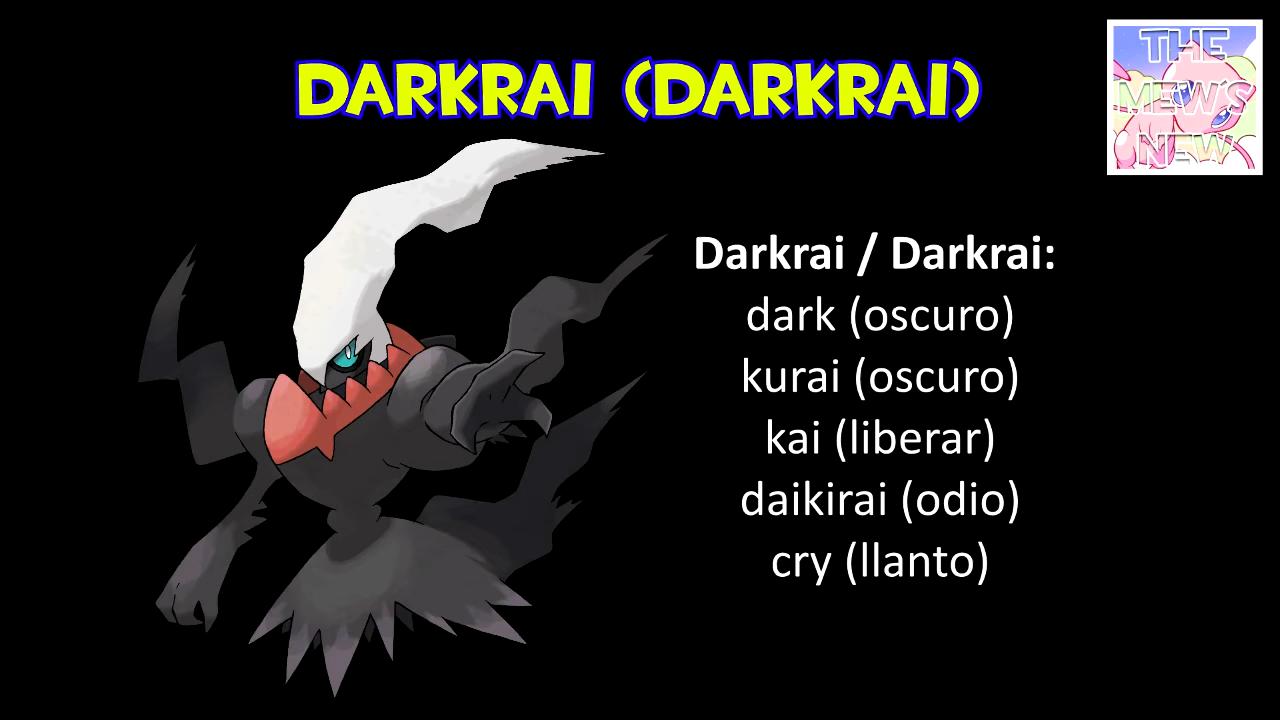 DARKRAI (DARKRAI)
THE
MEW'S
NEW
Darkrai / Darkrai:
dark (oscuro)
kurai (oscuro)
kai (liberar)
daikirai (odio)
cry (llanto)